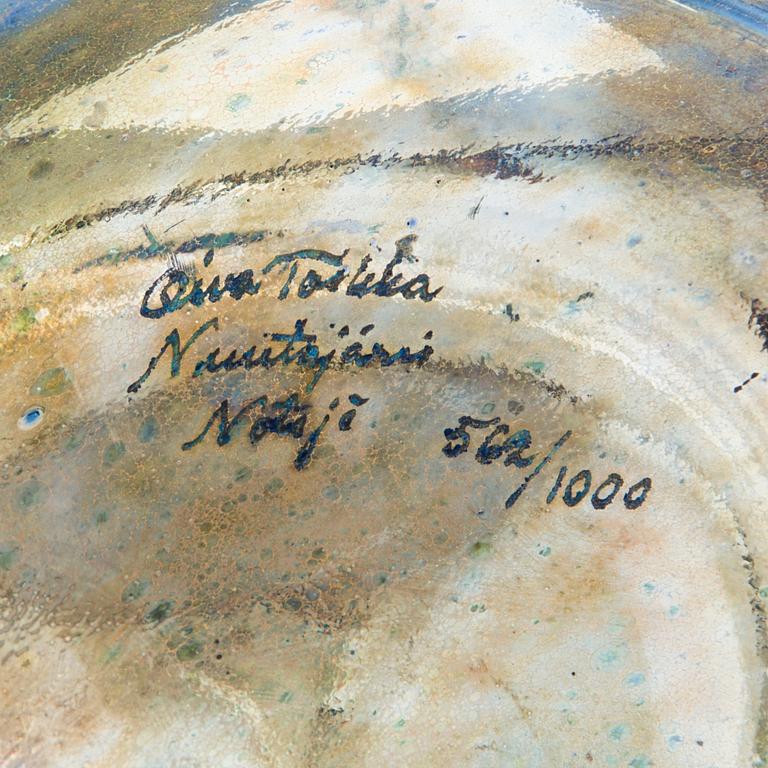 Oiva Toikka
Nuutajärvi
Notsjö 562/1000